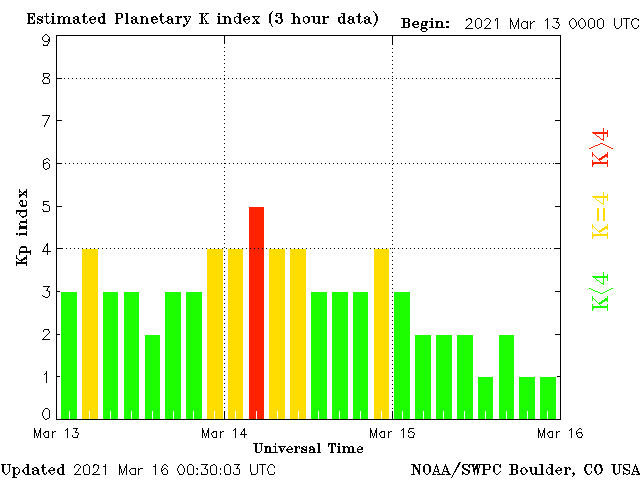 Estimated Planetary K index (3 hour data)
Begin: 2021 Mar 13 0000 UTC
9
8
7
6
5
4
3
2
1
0
Kp index
K>4
K=4
K<4
Mar 13
Mar 14
Mar 15
Mar 16
Universal Time
Updated 2021 Mar 16 00:30:03 UTC
NOAA/SWPC Boulder, CO USA